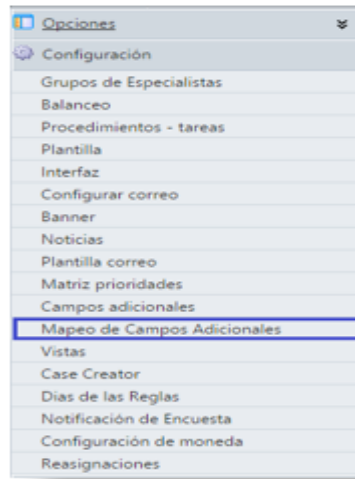 Opciones
Configuración
Grupos de Especialistas
Balanceo
Procedimientos - tareas
Plantilla
Interfaz
Configurar correo
Banner
Noticias
Plantilla correo
Matriz prioridades
Campos adicionales
Mapeo de Campos Adicionales
Vistas
Case Creator
Dias de las Reglas
Notificación de Encuesta
Configuración de moneda
Reasignaciones